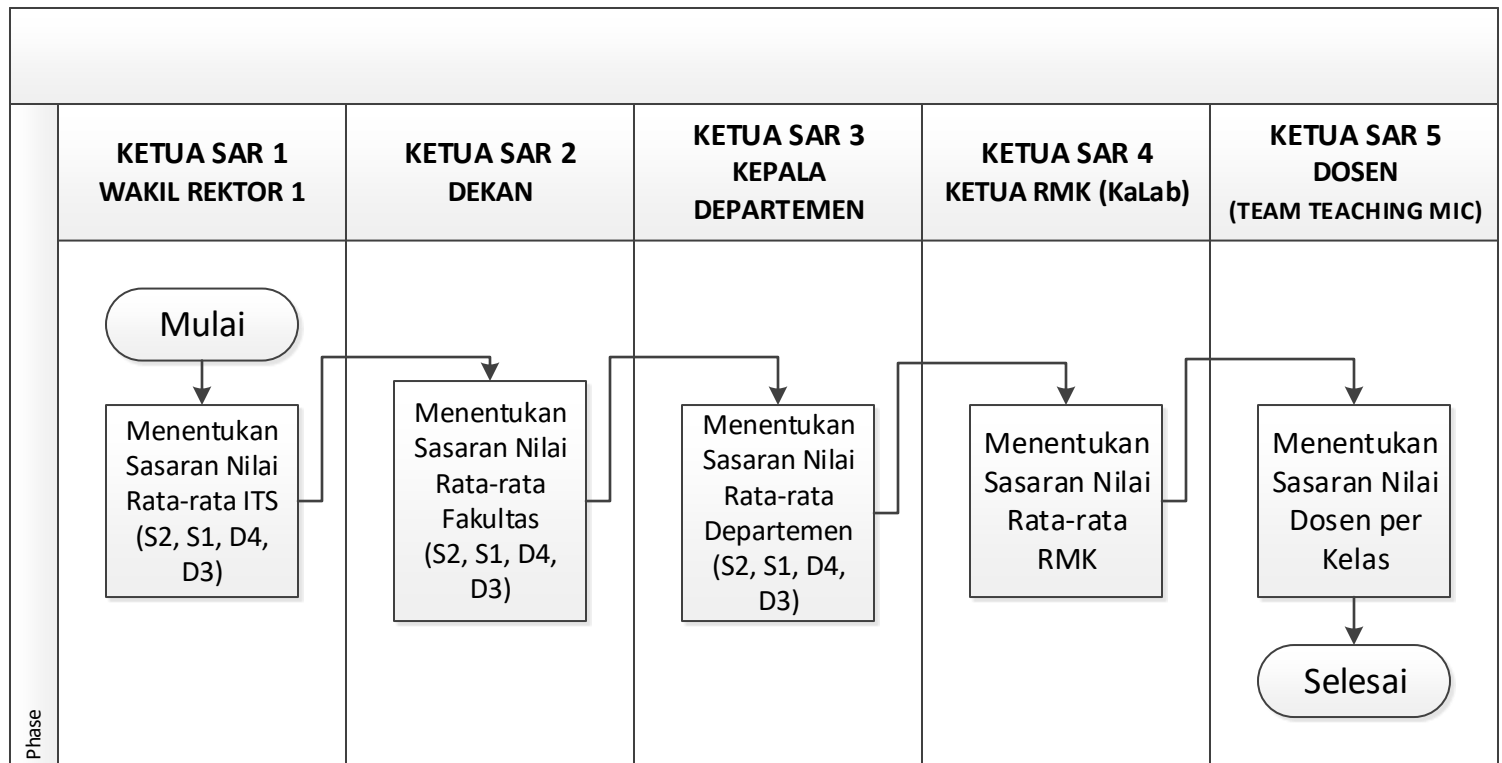 KETUA SAR 1
WAKIL REKTOR 1
KETUA SAR 2
DEKAN
KETUA SAR 3
KEPALA
DEPARTEMEN
KETUA SAR 4
KETUA RMK (KaLab)
KETUA SAR 5
DOSEN
(TEAM TEACHING MIC)
Mulai
Menentukan
Sasaran Nilai
Rata-rata ITS
(S2, S1, D4,
D3)
Menentukan
Sasaran Nilai
Rata-rata
Fakultas
(S2, S1, D4,
D3)
Menentukan
Sasaran Nilai
Rata-rata
Departemen
(S2, S1, D4,
D3)
Menentukan
Sasaran Nilai
Rata-rata
RMK
Menentukan
Sasaran Nilai
Dosen per
Kelas
Selesai
Phase